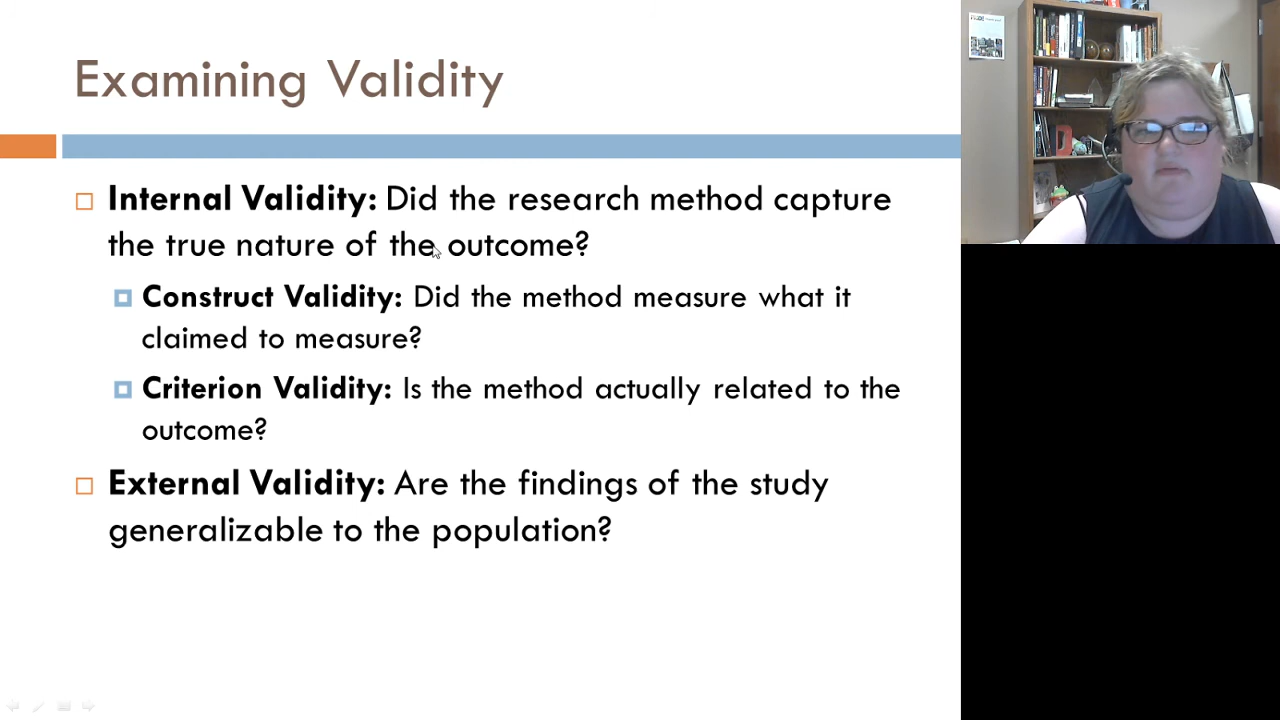 Examining Validity
Internal Validity: Did the research method capture
the true nature of the outcome?
Construct Validity: Did the method measure what it
claimed to measure?
Criterion Validity: Is the method actually related to the
outcome?
External Validity: Are the findings of the study
generalizable to the population?